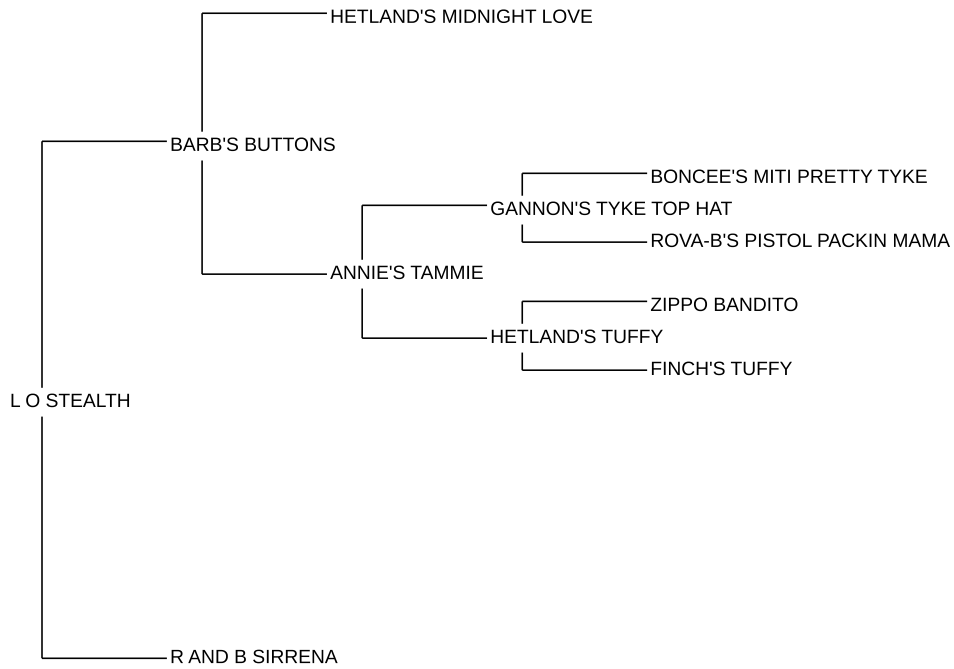 HETLAND'S MIDNIGHT LOVE
BARB'S BUTTONS
BONCEE'S MITI PRETTY TYKE
GANNON'S TYKE TOP HAT
ROVA-B'S PISTOL PACKIN MAMA
ANNIE'S TAMMIE
ZIPPO BANDITO
HETLAND'S TUFFY
FINCH'S TUFFY
L O STEALTH
R AND B SIRRENA